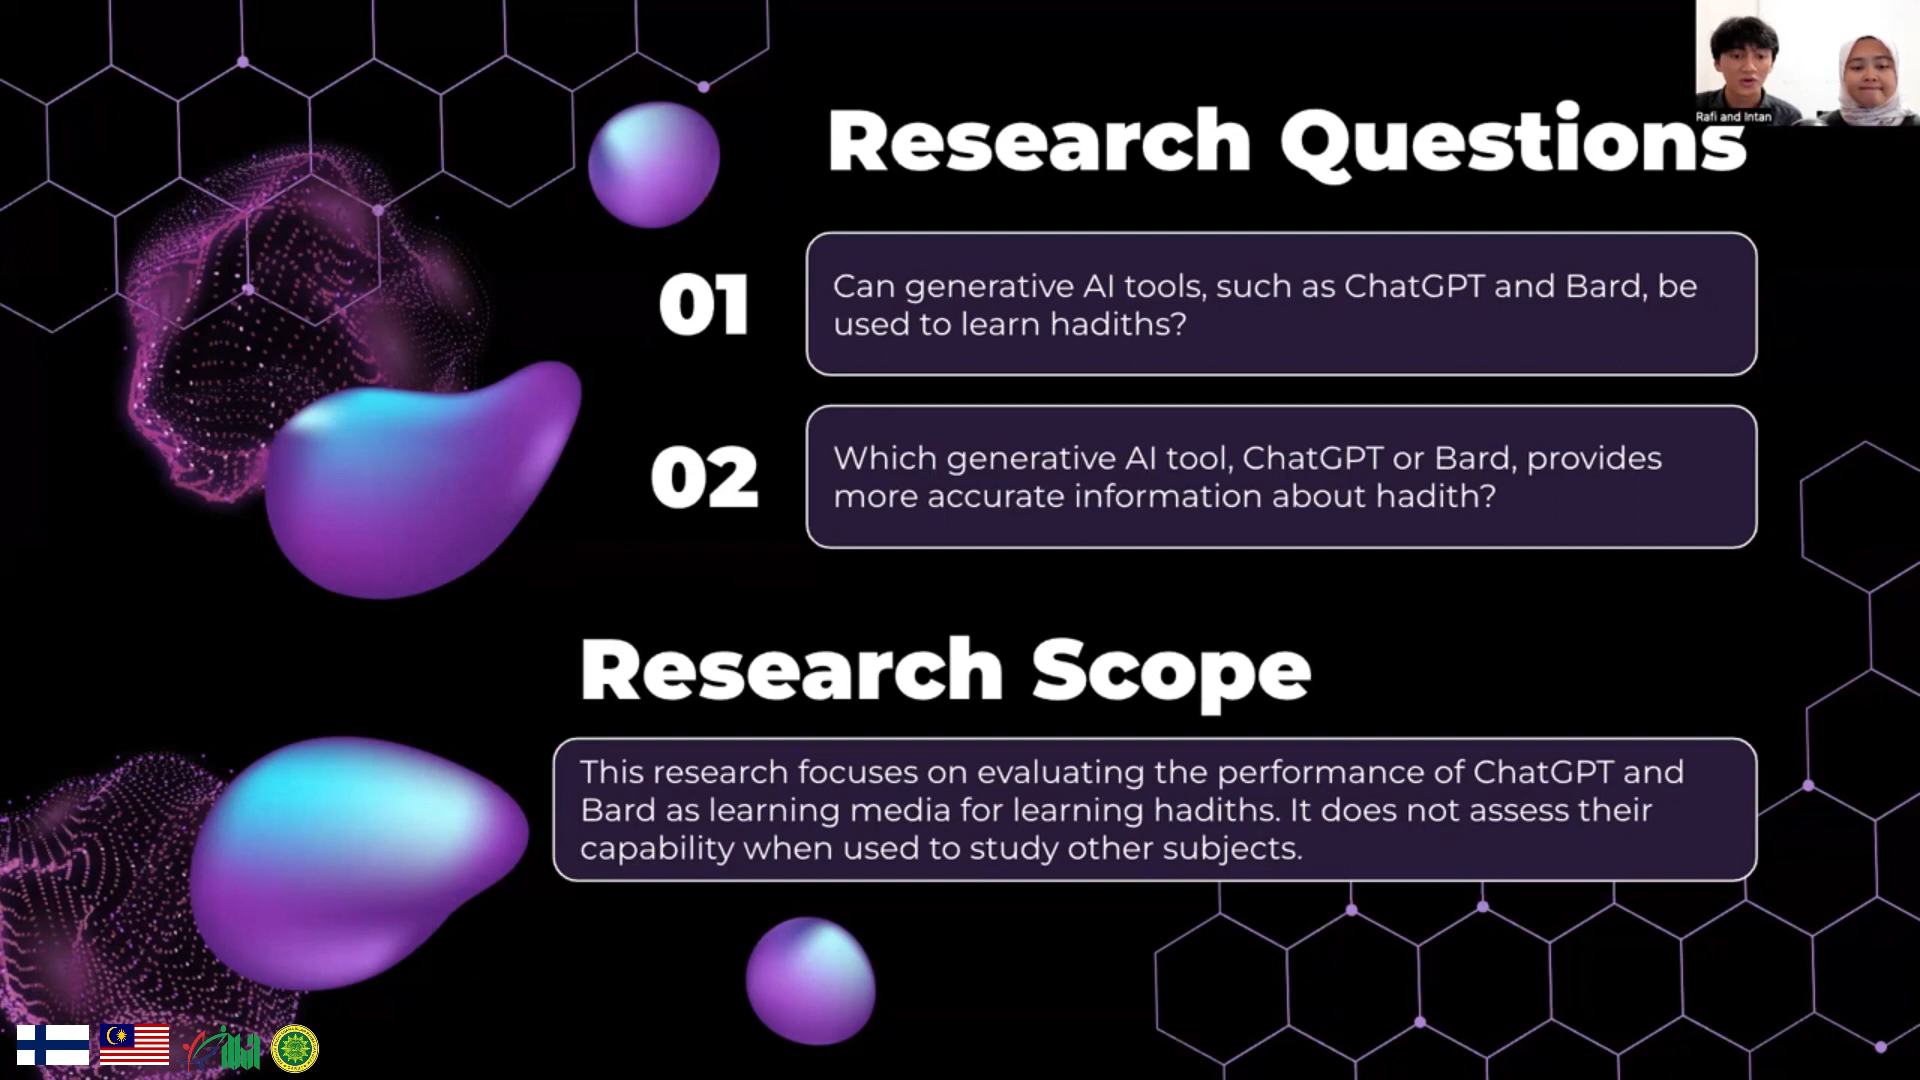 Rafi and Intan
Research Questions
01
Can generative AI tools, such as ChatGPT and Bard, be
used to learn hadiths?
02
Which generative AI tool, ChatGPT or Bard, provides
more accurate information about hadith?
Research Scope
This research focuses on evaluating the performance of ChatGPT and
Bard as learning media for learning hadiths. It does not assess their
capability when used to study other subjects.